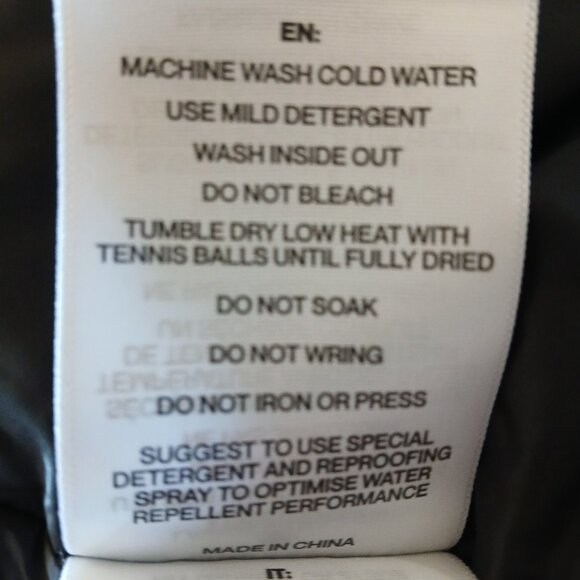 EN:
MACHINE WASH COLD WATER
USE MILD DETERGENT
WASH INSIDE OUT
DO NOT BLEACH
TUMBLE DRY LOW HEAT WITH
TENNIS BALLS UNTIL FULLY DRIED
DO NOT SOAK
DO NOT WRING
DO NOT IRON OR PRESS
SUGGEST TO USE SPECIAL
DETERGENT AND REPROOFING
SPRAY TO OPTIMISE WATER
REPELLENT PERFORMANCE
MADE IN CHINA
IT: